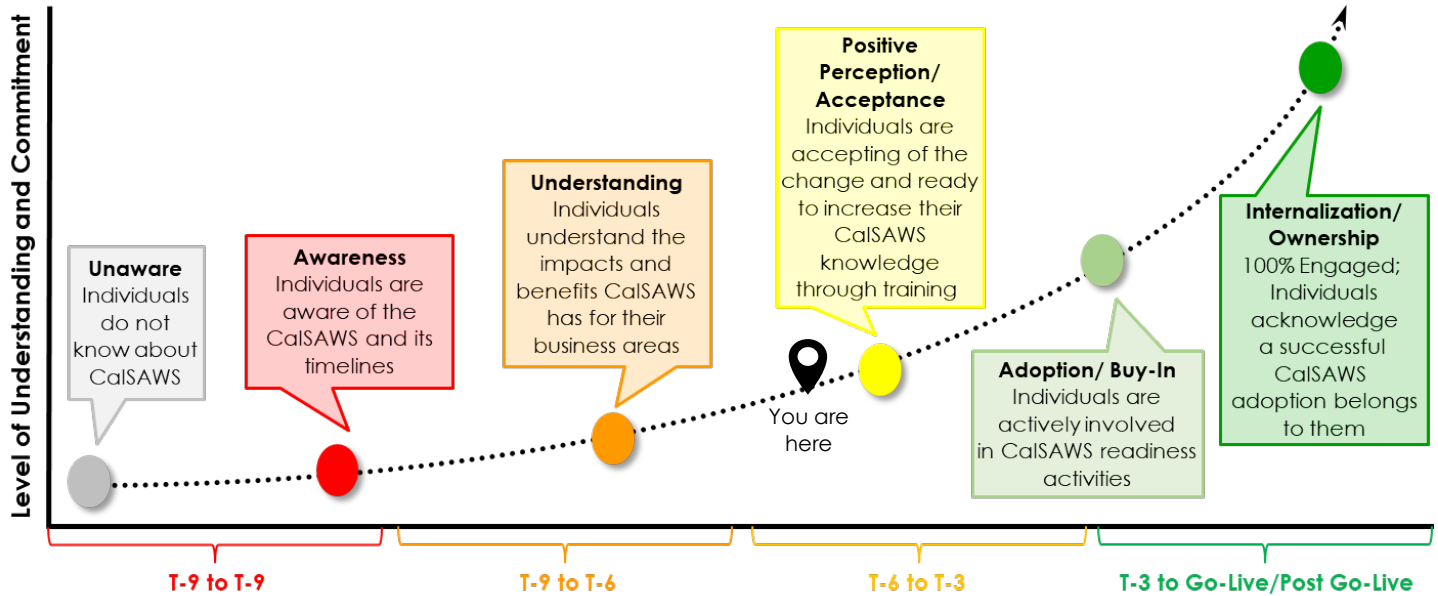 Level of Understanding and Commitment
Unaware
Individuals
do not
know about
CalSAWS
Awareness
Individuals are
aware of the
CalSAWS and its
timelines
Understanding
Individuals
understand the
impacts and
benefits CalSAWS
has for their
business areas
Positive
Perception/
Acceptance
Individuals are
accepting of the
change and ready
to increase their
CalSAWS
knowledge
through training
You are
here
Adoption/ Buy-In
Individuals are
actively involved
in CalSAWS readiness
activities
Internalization/
Ownership
100% Engaged;
Individuals
acknowledge
a successful
CalSAWS
adoption belongs
to them
T-9 to T-9
T-9 to T-6
T-6 to T-3
T-3 to Go-Live/Post Go-Live